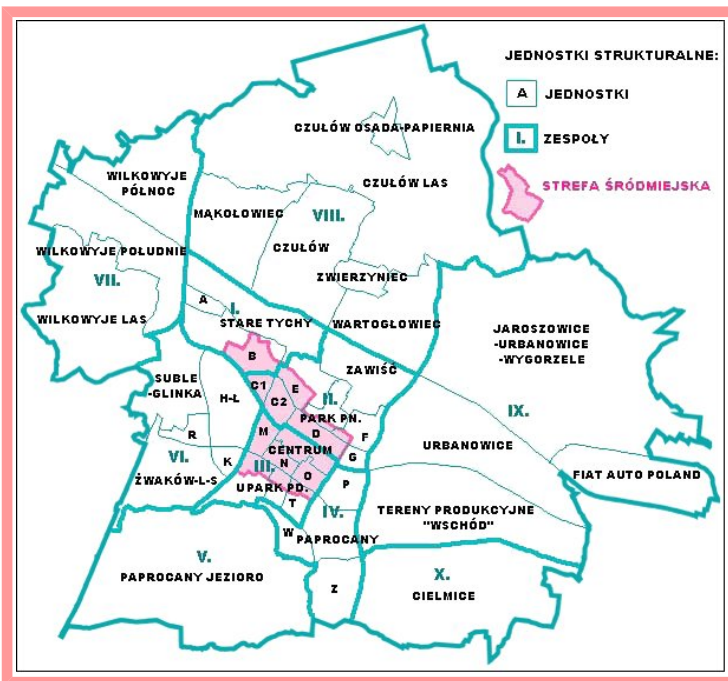 JEDNOSTKI STRUKTURALNE:
A JEDNOSTKI
I. ZESPOŁY
STREFA ŚRÓDMIEJSKA
CZUŁÓW OSADA-PAPIERNIA
WILKOWYJE
PÓŁNOC
CZUŁÓW LAS
MĄKOŁOWIEC
VIII.
CZUŁÓW
WILKOWYJE POŁUDNIE
VII.
ZWIERZYNIEC
WILKOWYJE LAS
A
I.
STARE TYCHY
WARTOGŁOWIEC
JAROSZOWICE
-URBANOWICE
-WYGORZELE
B
ZAWIŚĆ
SUBLE
-GLINKA
H-Ł
C1
C2
E
II.
PARK PN.
IX.
R
M
D
F
CENTRUM
G
URBANOWICE
VI.
K
III.
N
O
P
FIAT AUTO POLAND
ŻWAKÓW-L-S
U
PARK PD.
T
IV.
TERENY PRODUKCYJNE
"WSCHÓD"
W
PAPROCANY
V.
PAPROCANY JEZIORO
Z
X.
CIELMICE